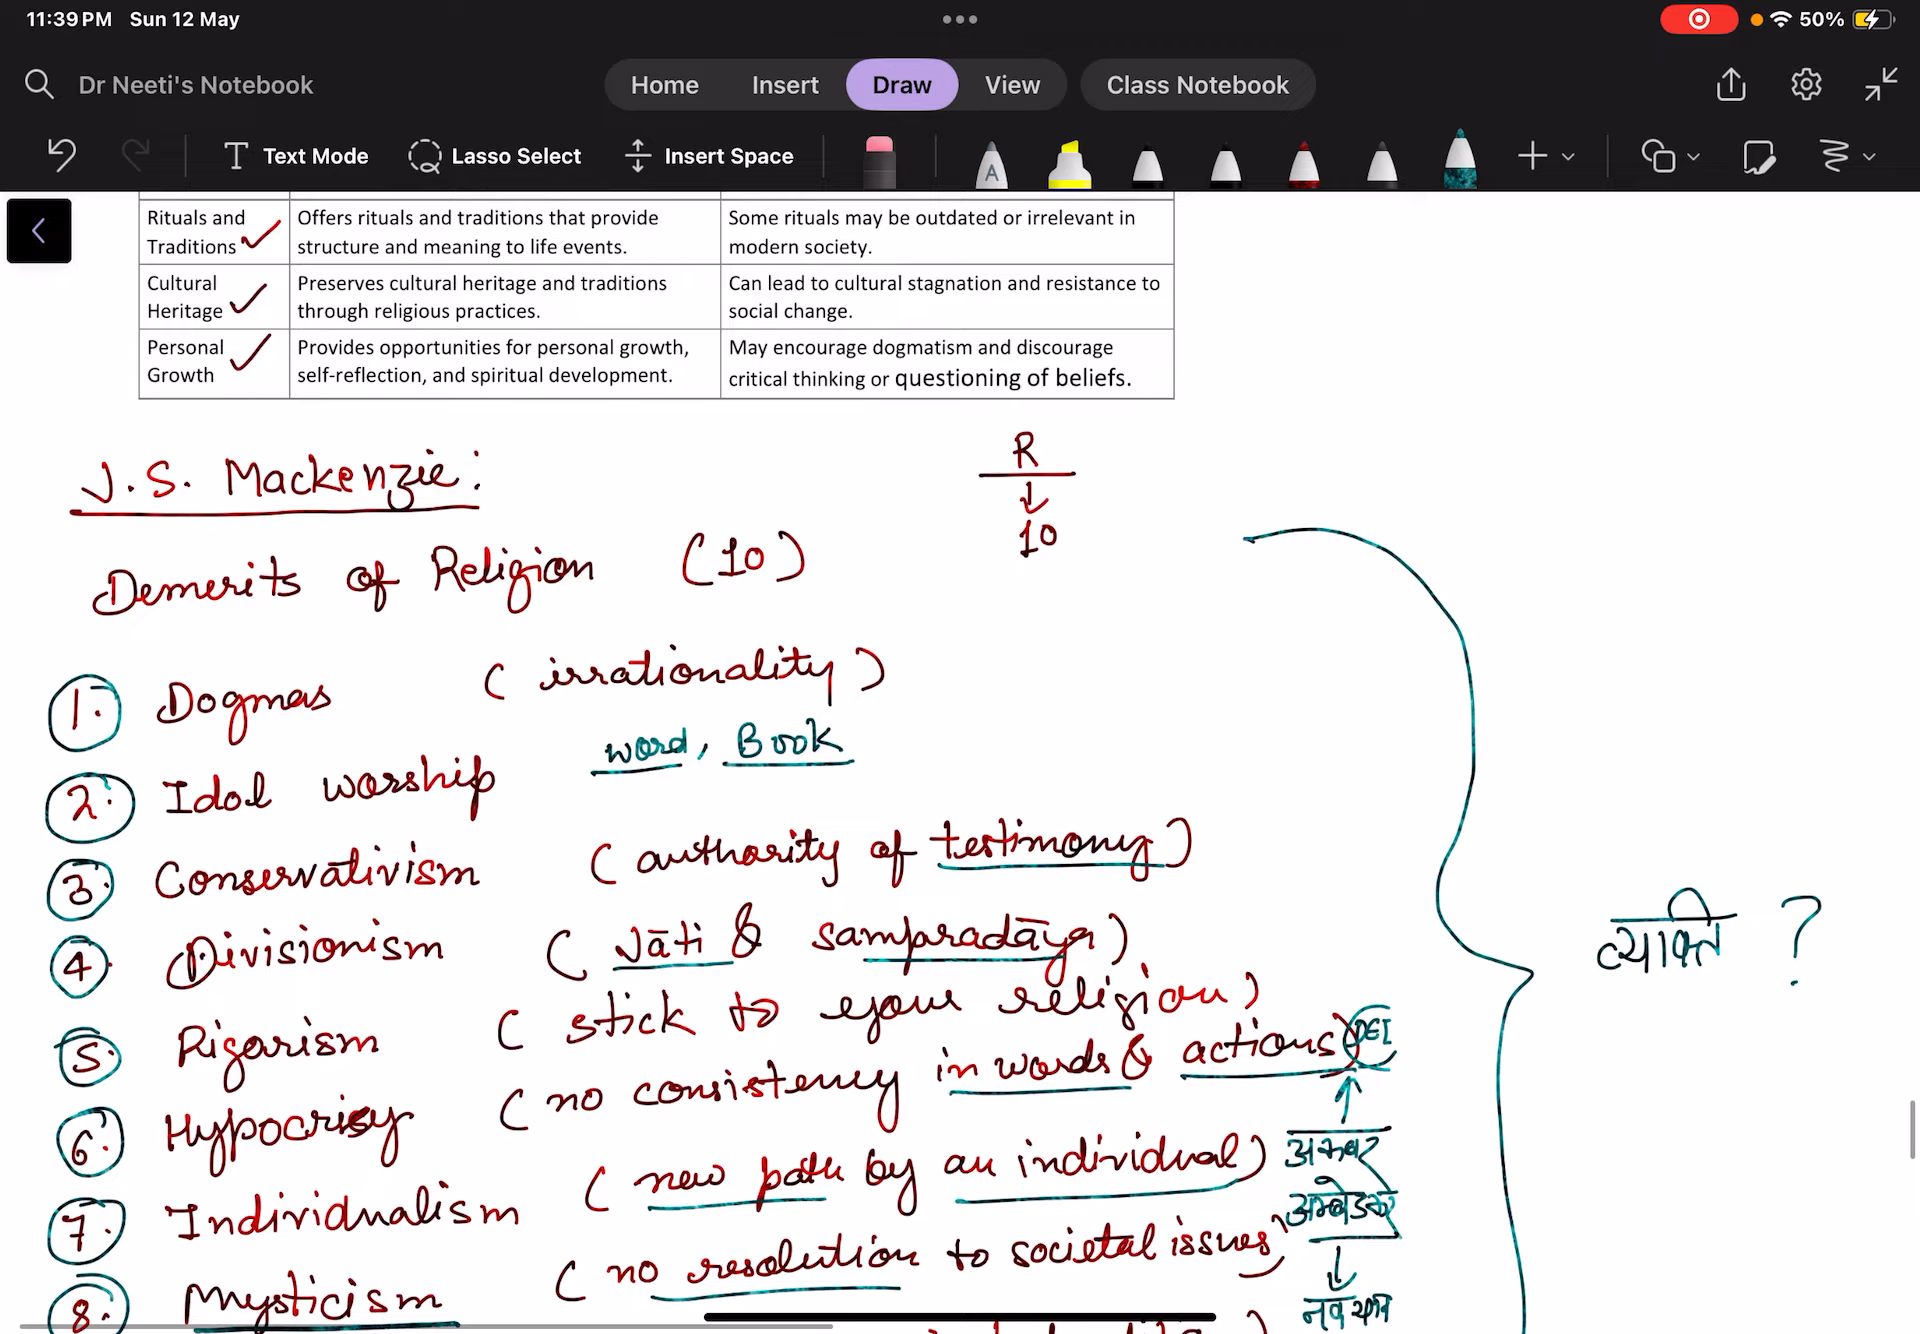 11:39 PM Sun 12 May
50%
Dr Neeti's Notebook
Home Insert Draw View Class Notebook
Text Mode Lasso Select Insert Space
A
Rituals and Traditions Offers rituals and traditions that provide structure and meaning to life events. Some rituals may be outdated or irrelevant in modern society.
Cultural Heritage Preserves cultural heritage and traditions through religious practices. Can lead to cultural stagnation and resistance to social change.
Personal Growth Provides opportunities for personal growth, self-reflection, and spiritual development. May encourage dogmatism and discourage critical thinking or questioning of beliefs.
J.S. Mackenzie:
R
10
Demerits of Religion (10)
1. Dogmas (irrationality)
word, Book
2. Idol worship
3. Conservativism (authority of testimony)
4. Divisionism (Jāti & sampradāya)
5. Rigorism (stick to your religion)
6. Hypocrisy (no consistency in words & actions)
DEI
7. Individualism (new path by an individual)
अकबर
अम्बेडकर
8. Mysticism (no resolution to societal issues)
व्यक्ति ?